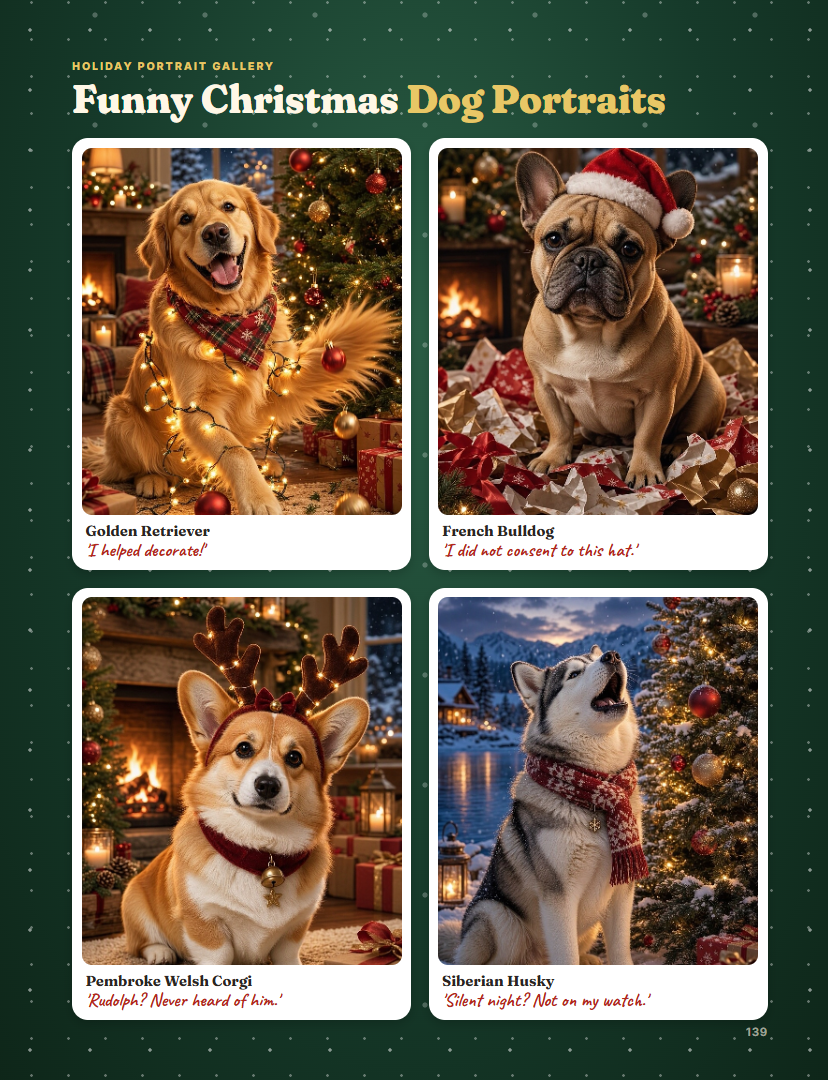 HOLIDAY PORTRAIT GALLERY
Funny Christmas Dog Portraits
Golden Retriever
'I helped decorate!'
French Bulldog
'I did not consent to this hat.'
Pembroke Welsh Corgi
'Rudolph? Never heard of him.'
Siberian Husky
'Silent night? Not on my watch.'
139